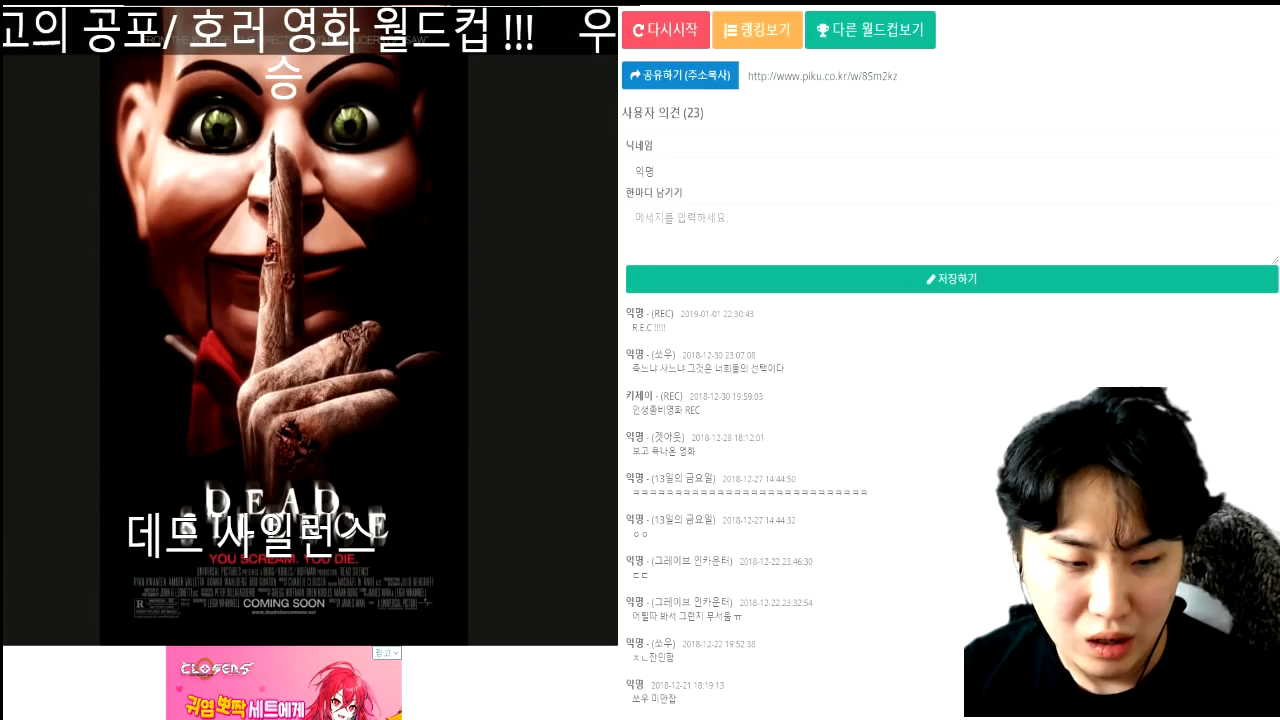 고의 공포/ 호러 영화 월드컵 !!! 우
승
DEAD
SILENCE
데드 싸일런스
YOU SCREAM. YOU DIE.
COMING SOON
광고
CLOSERS
귀염 뽀짝 세트에게
다시시작
랭킹보기
다른 월드컵보기
공유하기 (주소복사)
http://www.piku.co.kr/w/8Sm2kz
사용자 의견 (23)
닉네임
익명
한마디 남기기
메세지를 입력하세요.
저장하기
익명 - (REC) 2019-01-01 22:30:43
R.E.C !!!!!
익명 - (쏘우) 2018-12-30 23:07:08
죽느냐 사느냐 그것은 너희들의 선택이다
카제이 - (REC) 2018-12-30 19:59:03
인생좀비영화 REC
익명 - (겟아웃) 2018-12-28 18:12:01
보고 욕나온 영화
익명 - (13일의 금요일) 2018-12-27 14:44:50
ㅋㅋㅋㅋㅋㅋㅋㅋㅋㅋㅋㅋㅋㅋㅋㅋㅋㅋㅋㅋㅋㅋㅋㅋㅋㅋㅋㅋ
익명 - (13일의 금요일) 2018-12-27 14:44:32
ㅇㅇ
익명 - (그레이브 인카운터) 2018-12-22 23:46:30
ㄷㄷ
익명 - (그레이브 인카운터) 2018-12-22 23:32:54
어릴따 봐서 그런지 무서움 ㅠ
익명 - (쏘우) 2018-12-22 19:52:38
ㅈㄴ잔인함
익명 2018-12-21 18:19:13
쏘우 미만잡